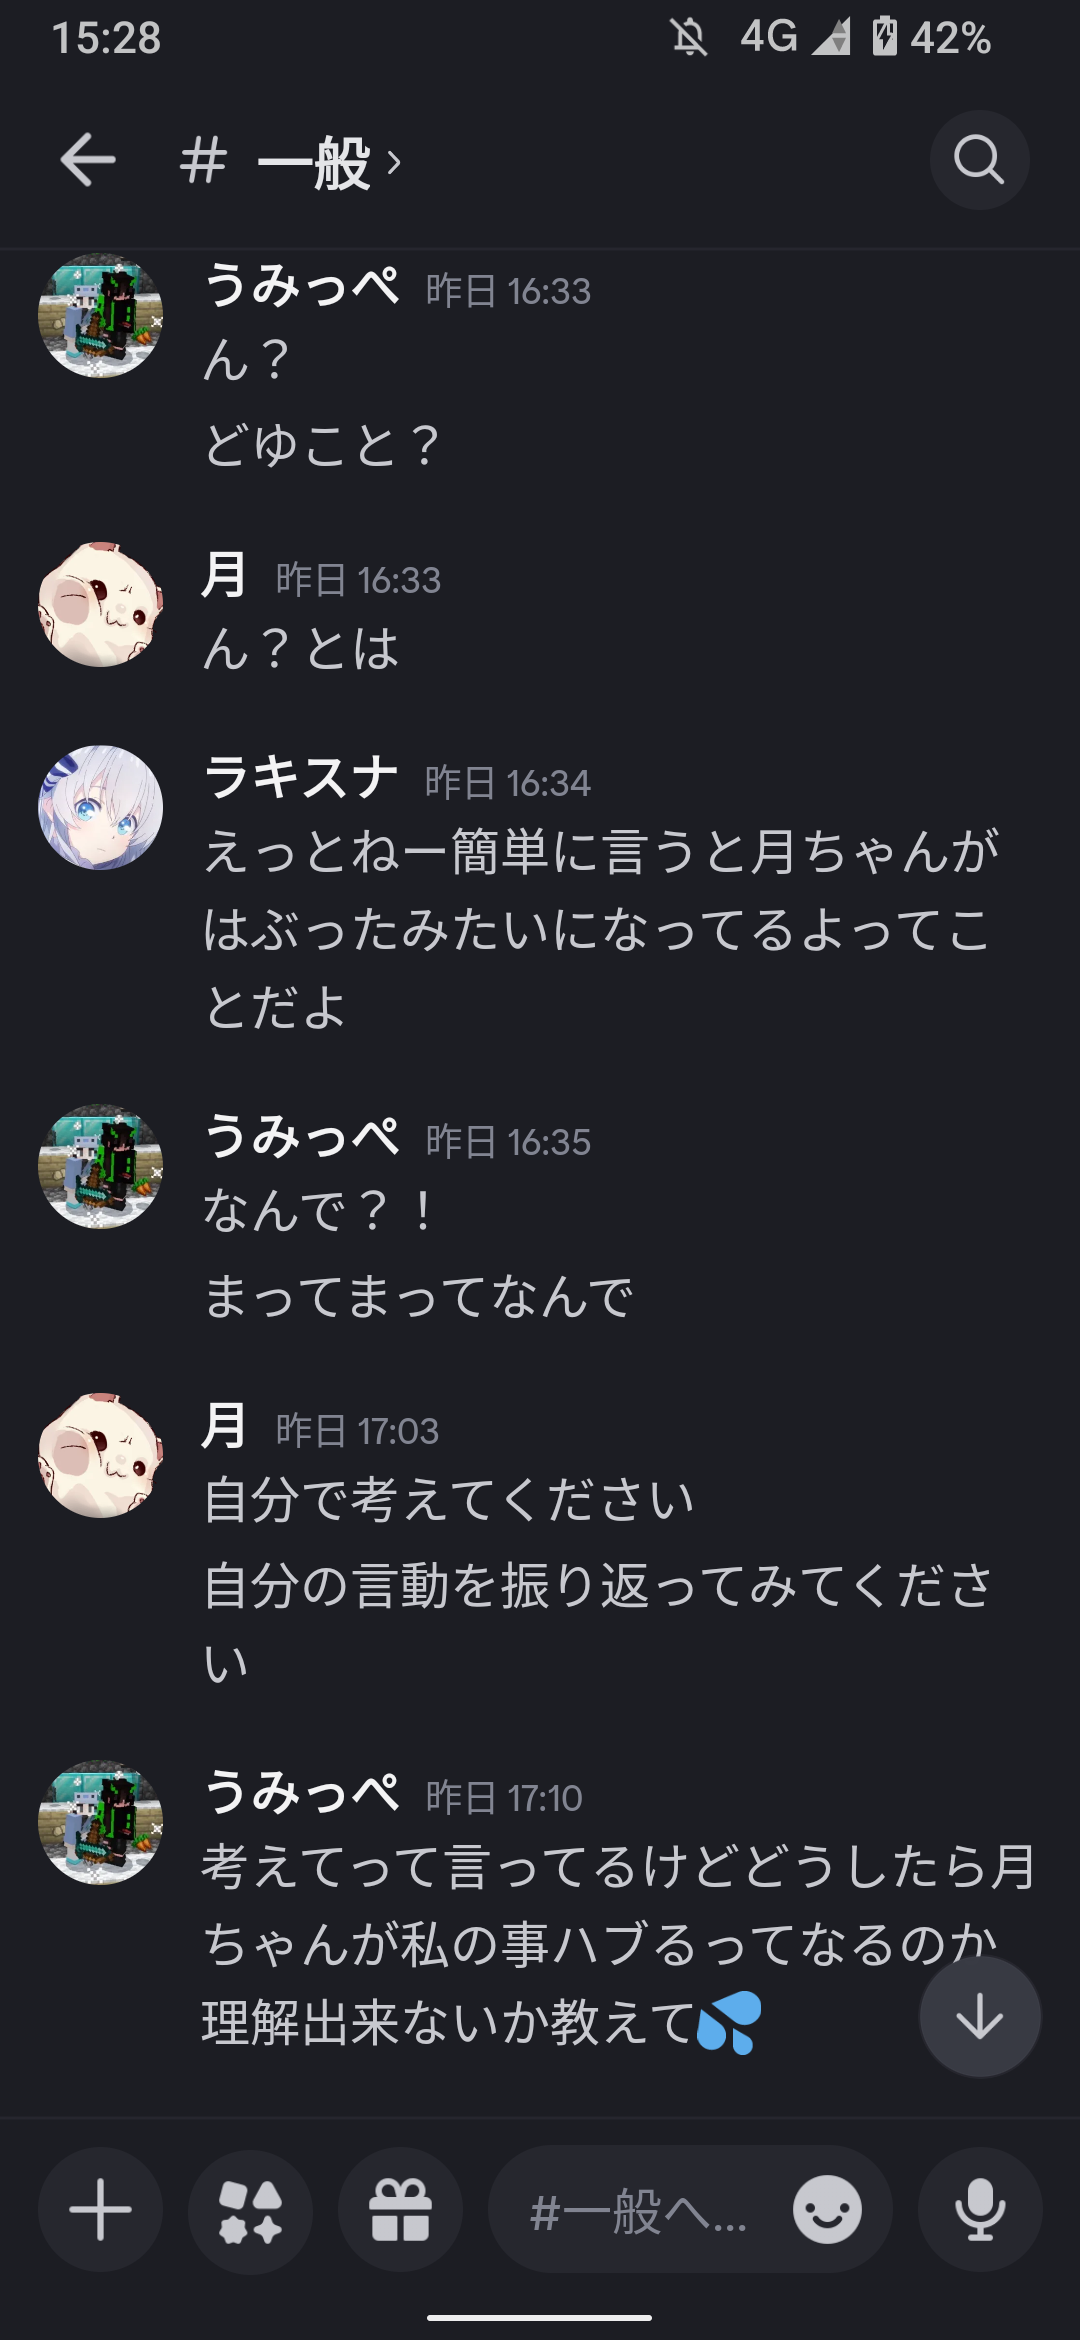 15:28 4G 42%
# 一般 ›
うみっぺ 昨日 16:33
ん？
どゆこと？
月 昨日 16:33
ん？とは
ラキスナ 昨日 16:34
えっとねー簡単に言うと月ちゃんが
はぶったみたいになってるよってこ
とだよ
うみっぺ 昨日 16:35
なんで？！
まってまってなんで
月 昨日 17:03
自分で考えてください
自分の言動を振り返ってみてくださ
い
うみっぺ 昨日 17:10
考えてって言ってるけどどうしたら月
ちゃんが私の事ハブるってなるのか
理解出来ないか教えて💦
#一般へ...